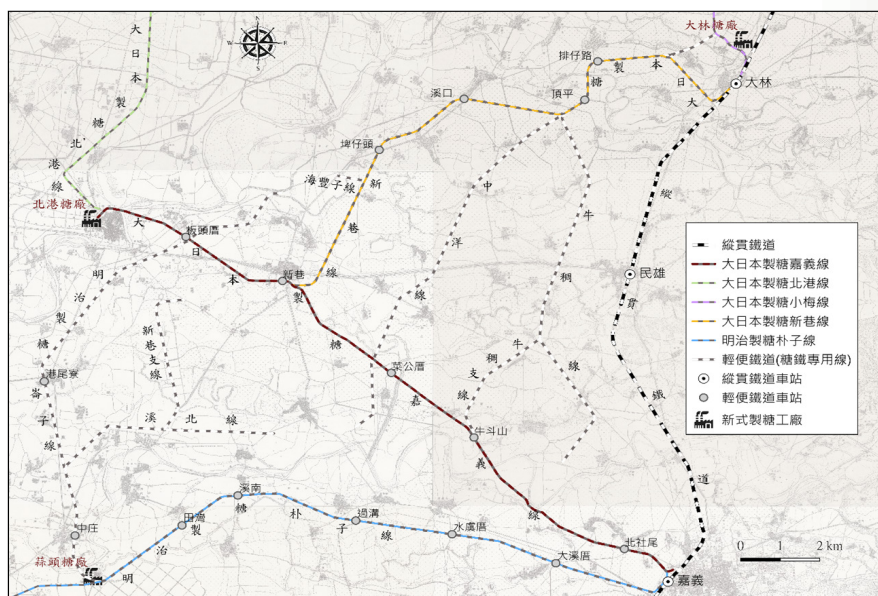 大林糖廠
大林
排仔路
大日本製糖
頂平
溪口
埤仔頭
海豐子線
新巷線
中洋線
牛稠線
牛稠支線
大日本製糖北港線
北港糖廠
板頭厝
新巷
大日本製糖嘉義線
菜公厝
牛斗山
北社尾
嘉義
縱貫鐵道
民雄
明治製糖崙子線
港尾寮
新巷支線
溪北線
中庄
蒜頭糖廠
明治製糖朴子線
田灣
溪南
過溝
水虞厝
大溪厝
N
E
S
W
縱貫鐵道
大日本製糖嘉義線
大日本製糖北港線
大日本製糖小梅線
大日本製糖新巷線
明治製糖朴子線
輕便鐵道(糖鐵專用線)
縱貫鐵道車站
輕便鐵道車站
新式製糖工廠
0 1 2 km